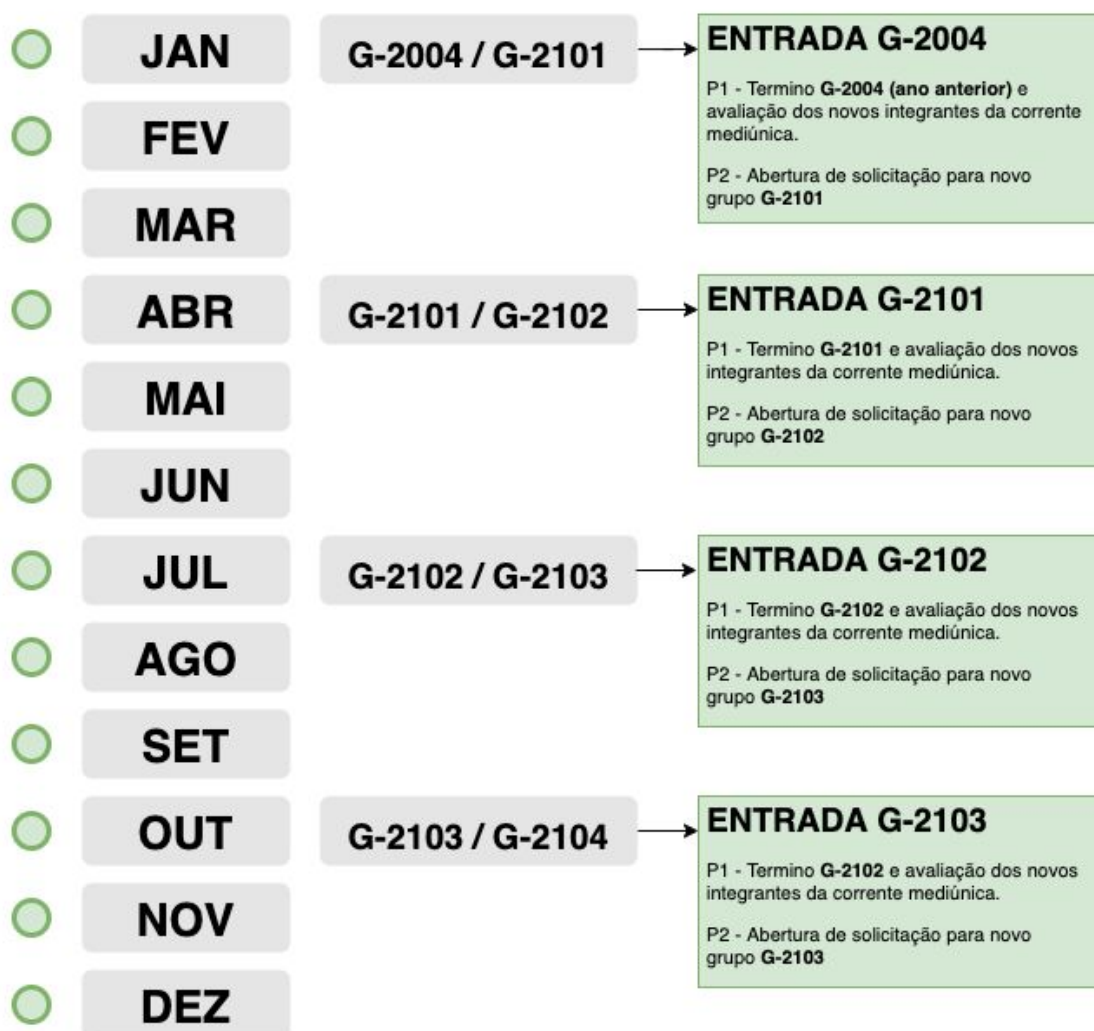 JAN
G-2004 / G-2101
ENTRADA G-2004
P1 - Termino G-2004 (ano anterior) e
avaliação dos novos integrantes da corrente
mediúnica.
P2 - Abertura de solicitação para novo
grupo G-2101
FEV
MAR
ABR
G-2101 / G-2102
ENTRADA G-2101
P1 - Termino G-2101 e avaliação dos novos
integrantes da corrente mediúnica.
P2 - Abertura de solicitação para novo
grupo G-2102
MAI
JUN
JUL
G-2102 / G-2103
ENTRADA G-2102
P1 - Termino G-2102 e avaliação dos novos
integrantes da corrente mediúnica.
P2 - Abertura de solicitação para novo
grupo G-2103
AGO
SET
OUT
G-2103 / G-2104
ENTRADA G-2103
P1 - Termino G-2102 e avaliação dos novos
integrantes da corrente mediúnica.
P2 - Abertura de solicitação para novo
grupo G-2103
NOV
DEZ